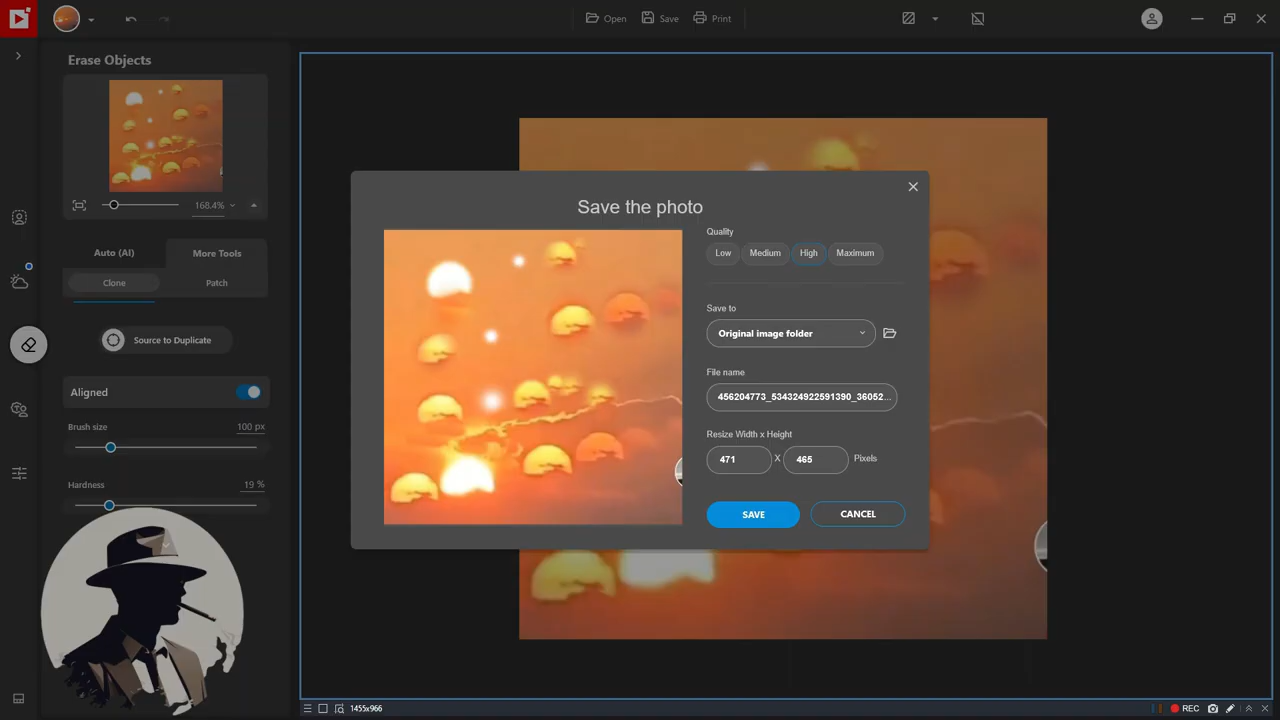 Open
Save
Print
Erase Objects
168.4%
Auto (AI)
More Tools
Clone
Patch
Source to Duplicate
Aligned
Brush size
100 px
Hardness
19 %
Save the photo
Quality
Low
Medium
High
Maximum
Save to
Original image folder
File name
456204773_534324922591390_36052...
Resize Width x Height
471 X 465 Pixels
SAVE
CANCEL
1455x966
REC